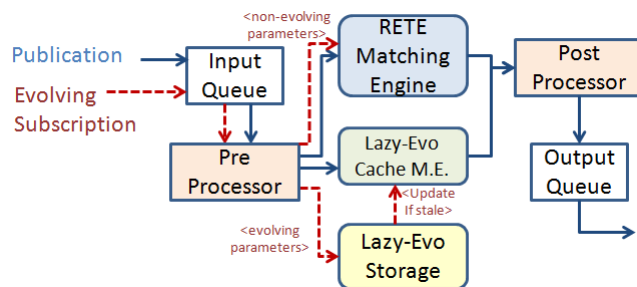 <non-evolving
parameters>
Publication
Evolving
Subscription
Input
Queue
RETE
Matching
Engine
Post
Processor
Pre
Processor
Lazy-Evo
Cache M.E.
Output
Queue
<Update
If stale>
<evolving
parameters>
Lazy-Evo
Storage